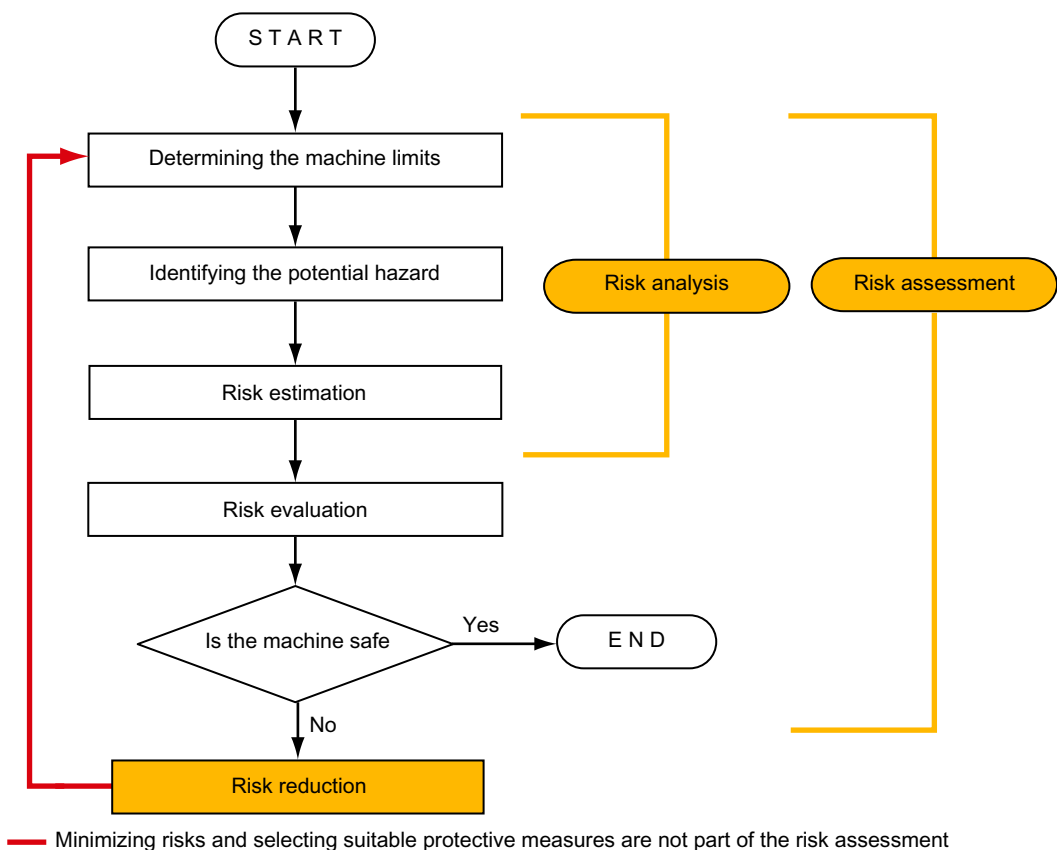 S T A R T
Determining the machine limits
Identifying the potential hazard
Risk analysis
Risk assessment
Risk estimation
Risk evaluation
Is the machine safe
Yes
E N D
No
Risk reduction
Minimizing risks and selecting suitable protective measures are not part of the risk assessment